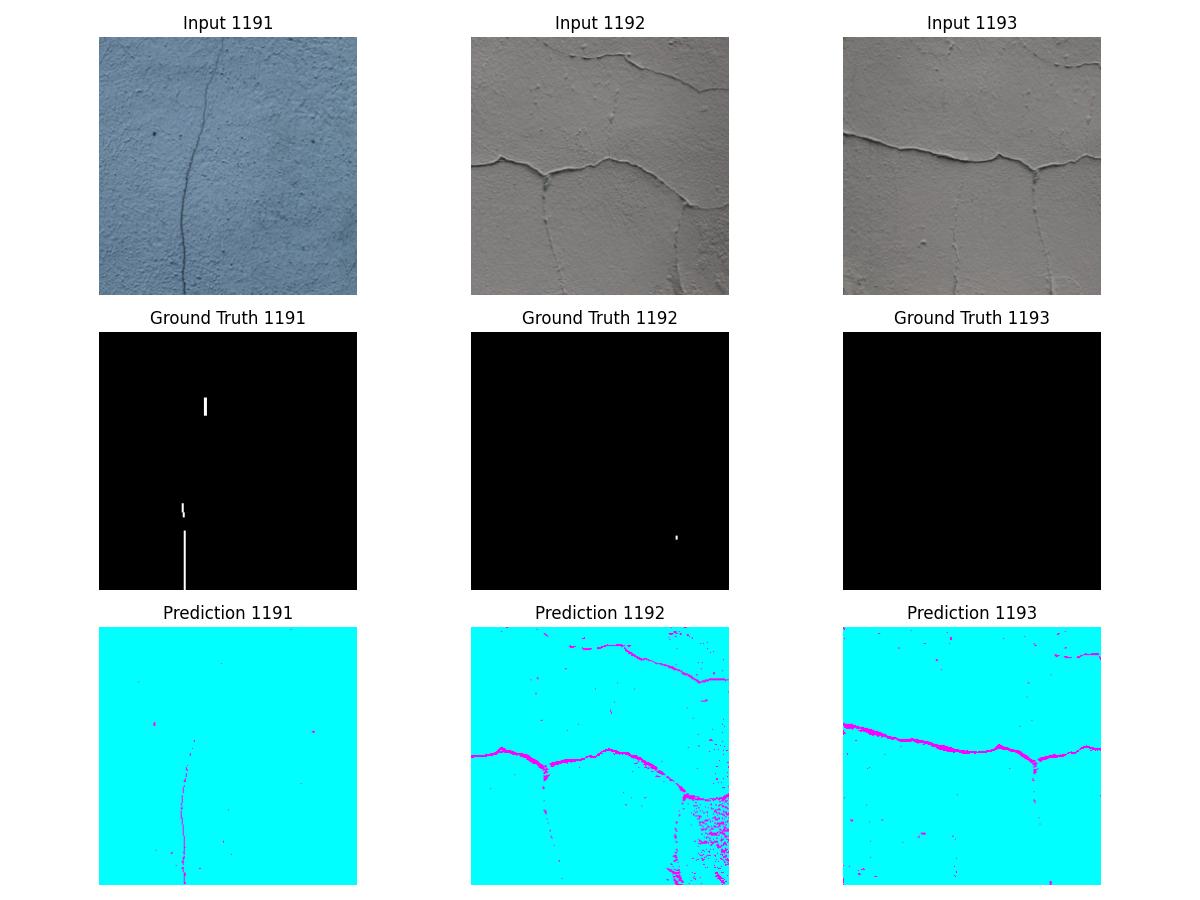 Input 1191
Input 1192
Input 1193
Ground Truth 1191
Ground Truth 1192
Ground Truth 1193
Prediction 1191
Prediction 1192
Prediction 1193